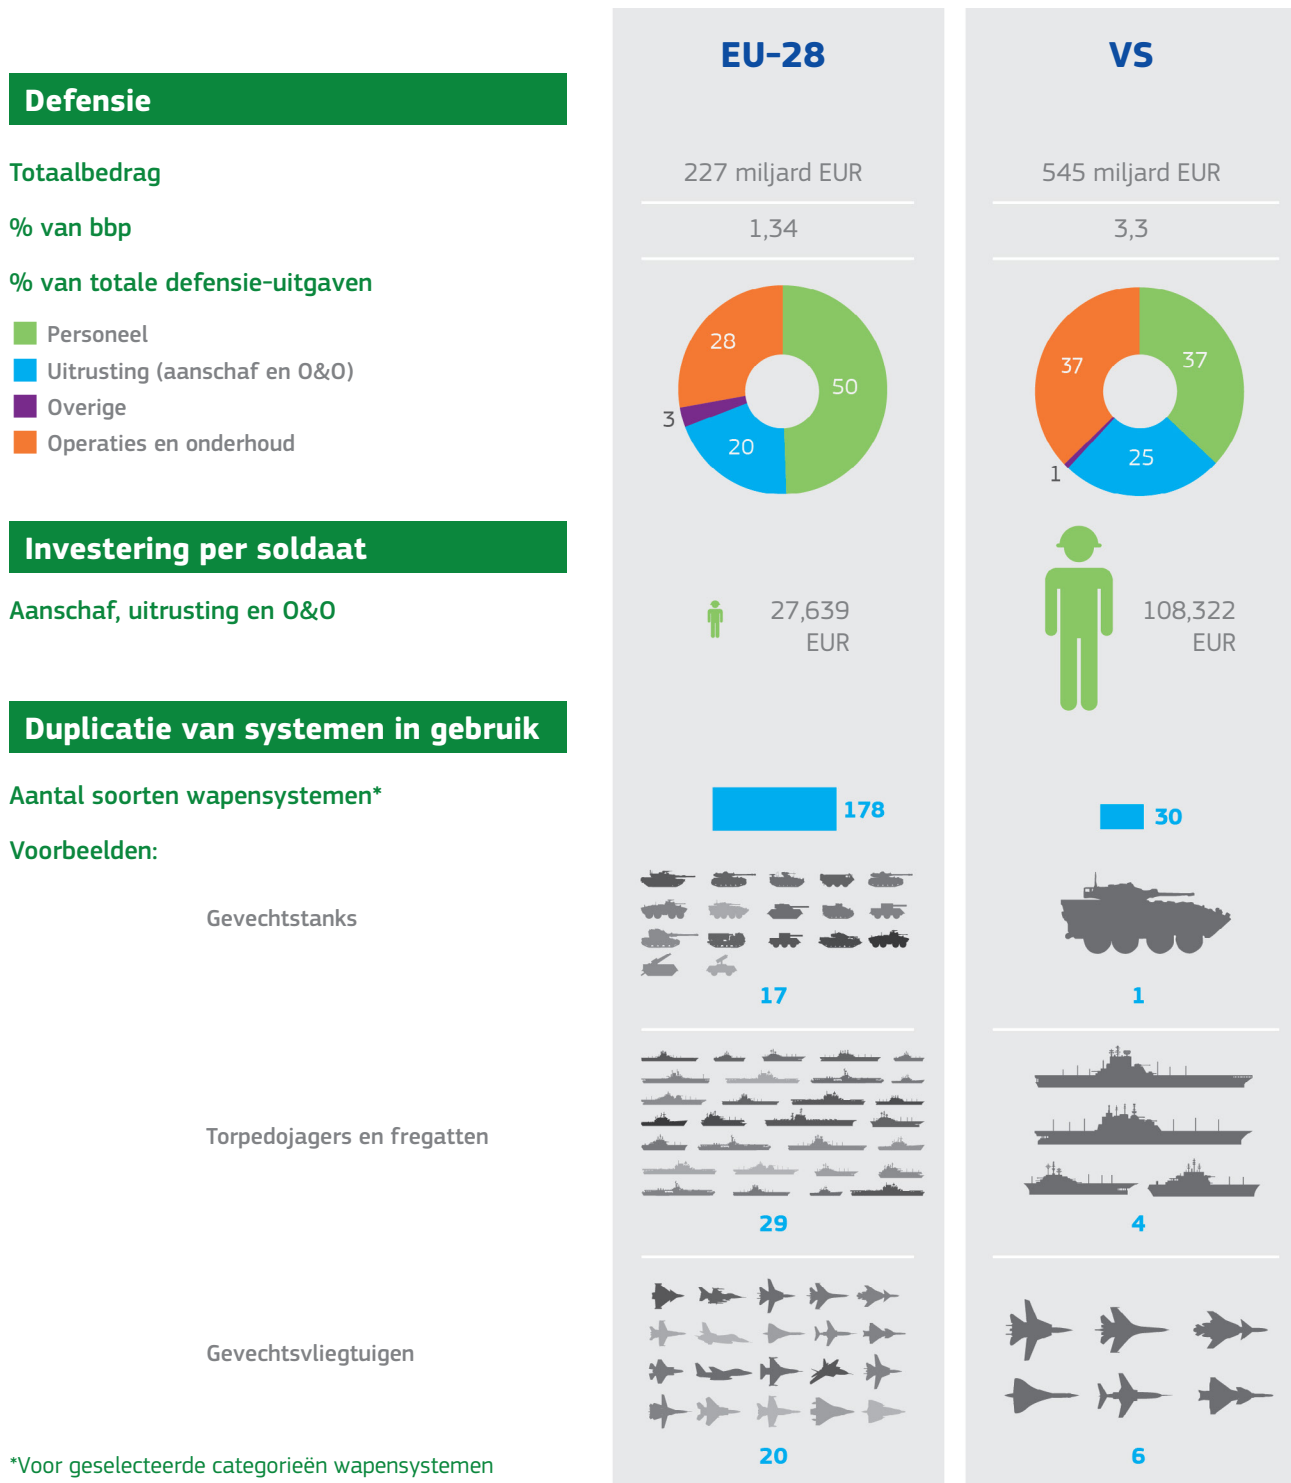 EU-28
VS
Defensie
Totaalbedrag
227 miljard EUR
545 miljard EUR
% van bbp
1,34
3,3
% van totale defensie-uitgaven
Personeel
Uitrusting (aanschaf en O&O)
Overige
Operaties en onderhoud
28
50
3
20
37
37
25
1
Investering per soldaat
Aanschaf, uitrusting en O&O
27,639
EUR
108,322
EUR
Duplicatie van systemen in gebruik
Aantal soorten wapensystemen*
178
30
Voorbeelden:
Gevechtstanks
17
1
Torpedojagers en fregatten
29
4
Gevechtsvliegtuigen
20
6
*Voor geselecteerde categorieën wapensystemen